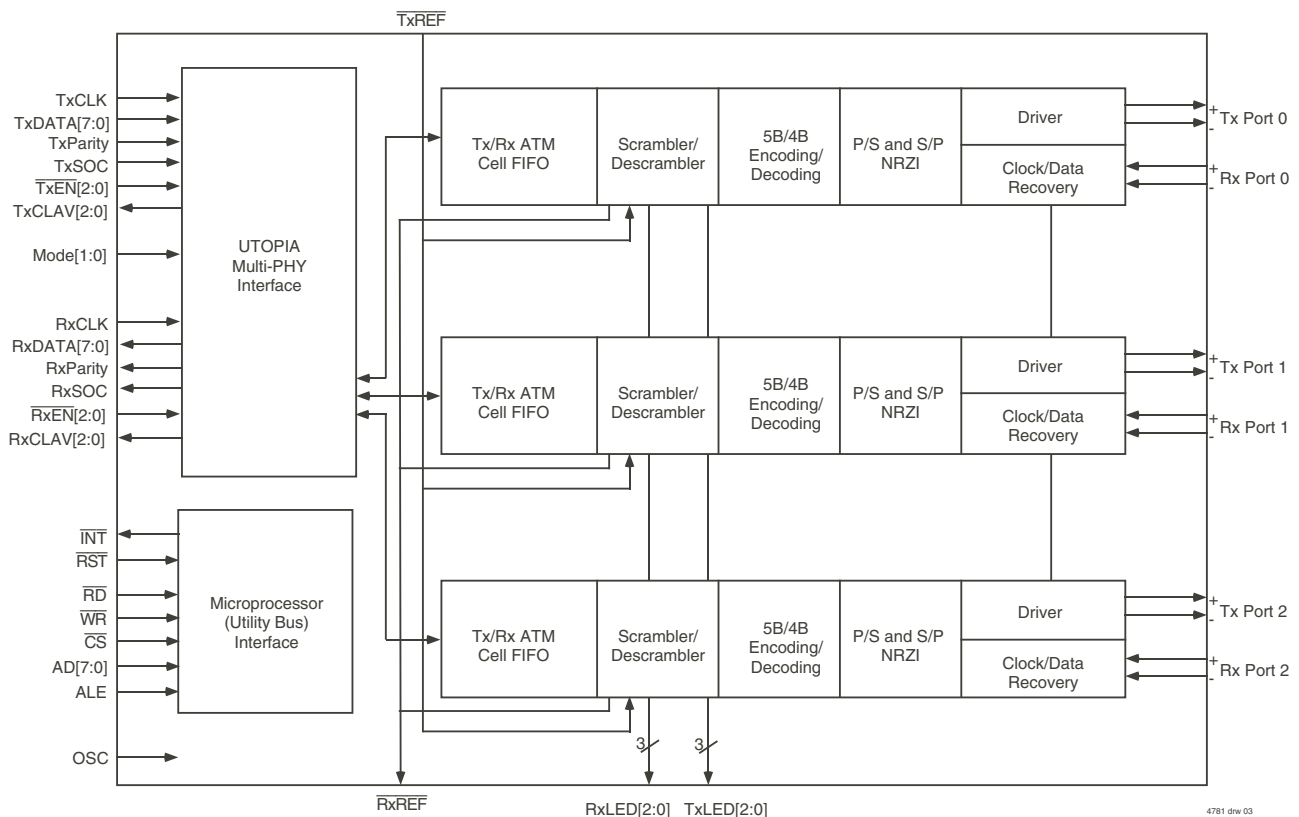 TxREF
TxCLK
TxDATA[7:0]
TxParity
TxSOC
TxEN[2:0]
TxCLAV[2:0]
Mode[1:0]
RxCLK
RxDATA[7:0]
RxParity
RxSOC
RxEN[2:0]
RxCLAV[2:0]
UTOPIA
Multi-PHY
Interface
INT
RST
RD
WR
CS
AD[7:0]
ALE
OSC
Microprocessor
(Utility Bus)
Interface
Tx/Rx ATM
Cell FIFO
Scrambler/
Descrambler
5B/4B
Encoding/
Decoding
P/S and S/P
NRZI
Driver
Clock/Data
Recovery
+
-
Tx Port 0
+
-
Rx Port 0
Tx/Rx ATM
Cell FIFO
Scrambler/
Descrambler
5B/4B
Encoding/
Decoding
P/S and S/P
NRZI
Driver
Clock/Data
Recovery
+
-
Tx Port 1
+
-
Rx Port 1
Tx/Rx ATM
Cell FIFO
Scrambler/
Descrambler
5B/4B
Encoding/
Decoding
P/S and S/P
NRZI
Driver
Clock/Data
Recovery
+
-
Tx Port 2
+
-
Rx Port 2
3
3
RxREF
RxLED[2:0]
TxLED[2:0]
4781 drw 03